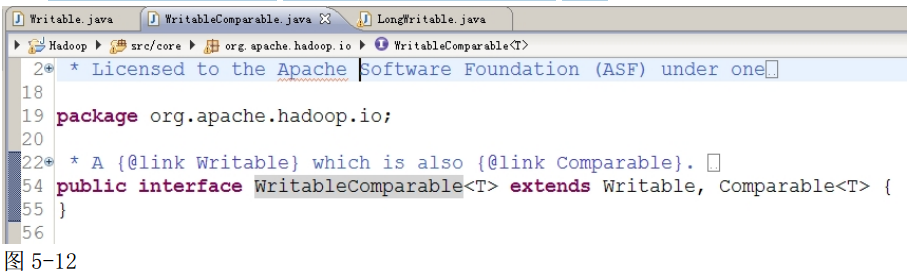 Writable.java WritableComparable.java LongWritable.java
Hadoop src/core org.apache.hadoop.io WritableComparable<T>
2 * Licensed to the Apache Software Foundation (ASF) under one
18
19 package org.apache.hadoop.io;
20
22 * A {@link Writable} which is also {@link Comparable}.
54 public interface WritableComparable<T> extends Writable, Comparable<T> {
55 }
56
图 5-12